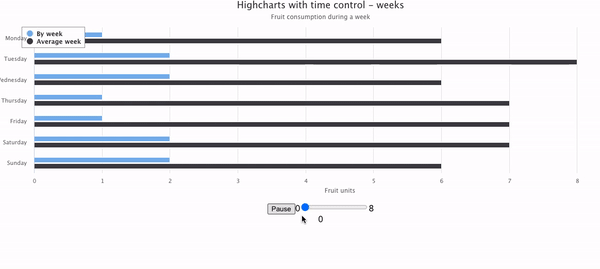 Highcharts with time control - weeks
Fruit consumption during a week
By week
Average week
Monday
Tuesday
Wednesday
Thursday
Friday
Saturday
Sunday
0 1 2 3 4 5 6 7 8
Fruit units
Pause 0 8
0